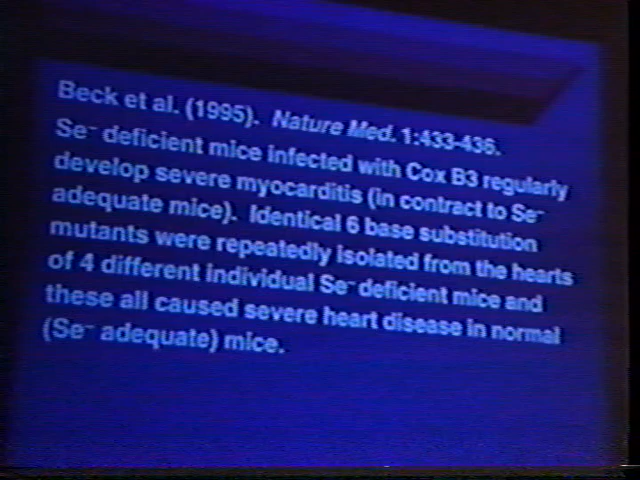 Beck et al. (1995). Nature Med. 1:433-436.
Se⁻ deficient mice infected with Cox B3 regularly
develop severe myocarditis (in contract to Se⁻
adequate mice). Identical 6 base substitution
mutants were repeatedly isolated from the hearts
of 4 different individual Se⁻ deficient mice and
these all caused severe heart disease in normal
(Se⁻ adequate) mice.